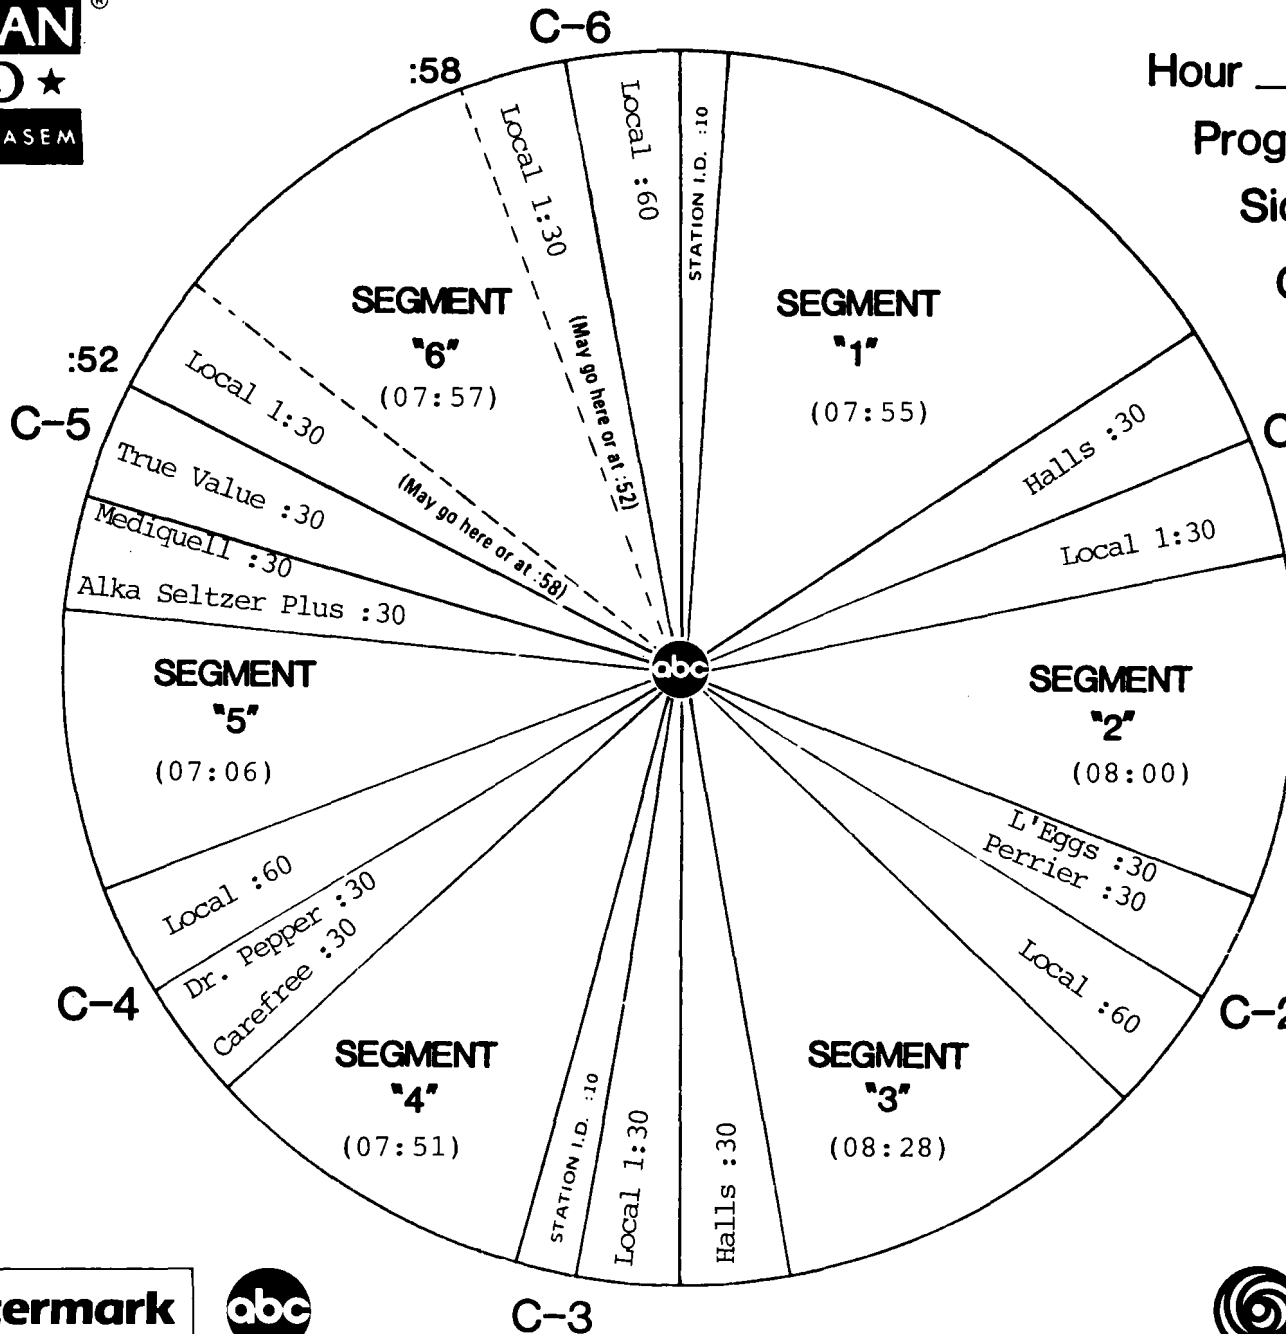 AN
®
ASEM
Hour
C-6
:58
Local 1:30
(May go here or at :52)
Local :60
STATION I.D. :10
SEGMENT
"1"
(07:55)
Halls :30
Local 1:30
SEGMENT
"2"
(08:00)
L'Eggs :30
Perrier :30
Local :60
SEGMENT
"3"
(08:28)
Halls :30
C-3
Local 1:30
STATION I.D. :10
SEGMENT
"4"
(07:51)
Carefree :30
Dr. Pepper :30
C-4
Local :60
SEGMENT
"5"
(07:06)
Alka Seltzer Plus :30
Mediquell :30
True Value :30
C-5
:52
Local 1:30
(May go here or at :58)
SEGMENT
"6"
(07:57)
abc
abc